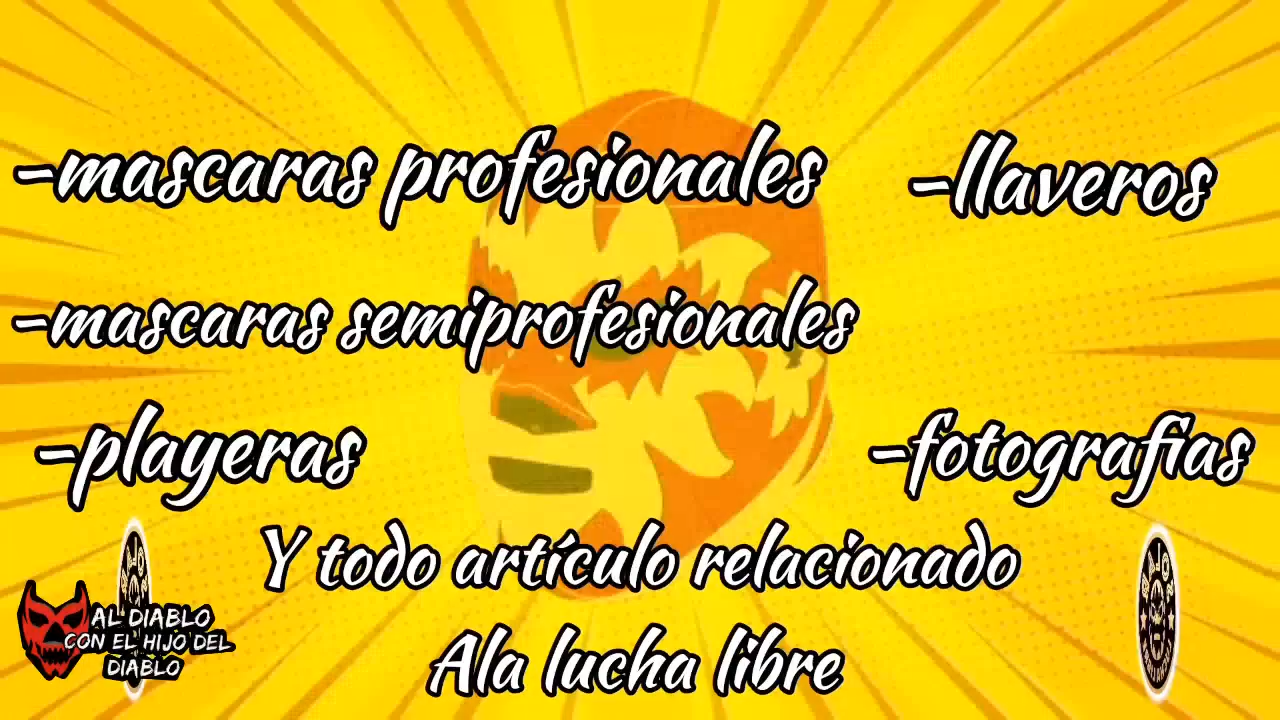 -mascaras profesionales
-llaveros
-mascaras semiprofesionales
-playeras
-fotografias
Y todo artículo relacionado
Ala lucha libre
AL DIABLO
CON EL HIJO DEL
DIABLO